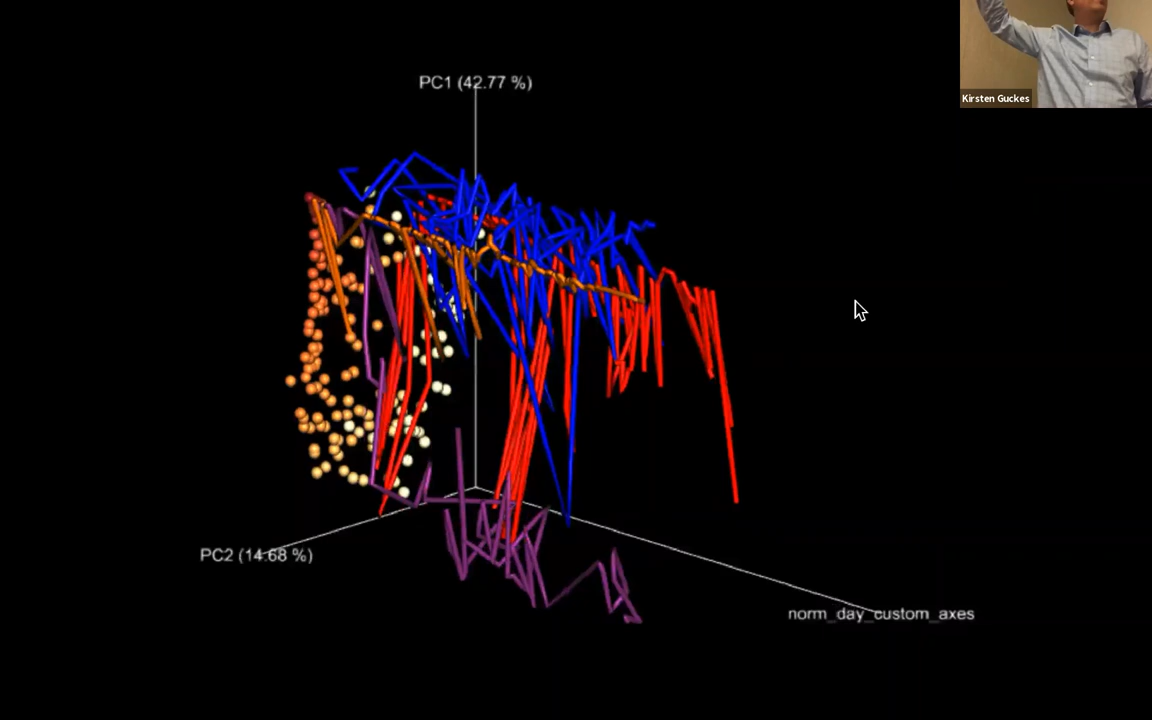 PC1 (42.77 %)
Kirsten Guckes
PC2 (14.68 %)
norm_day_custom_axes